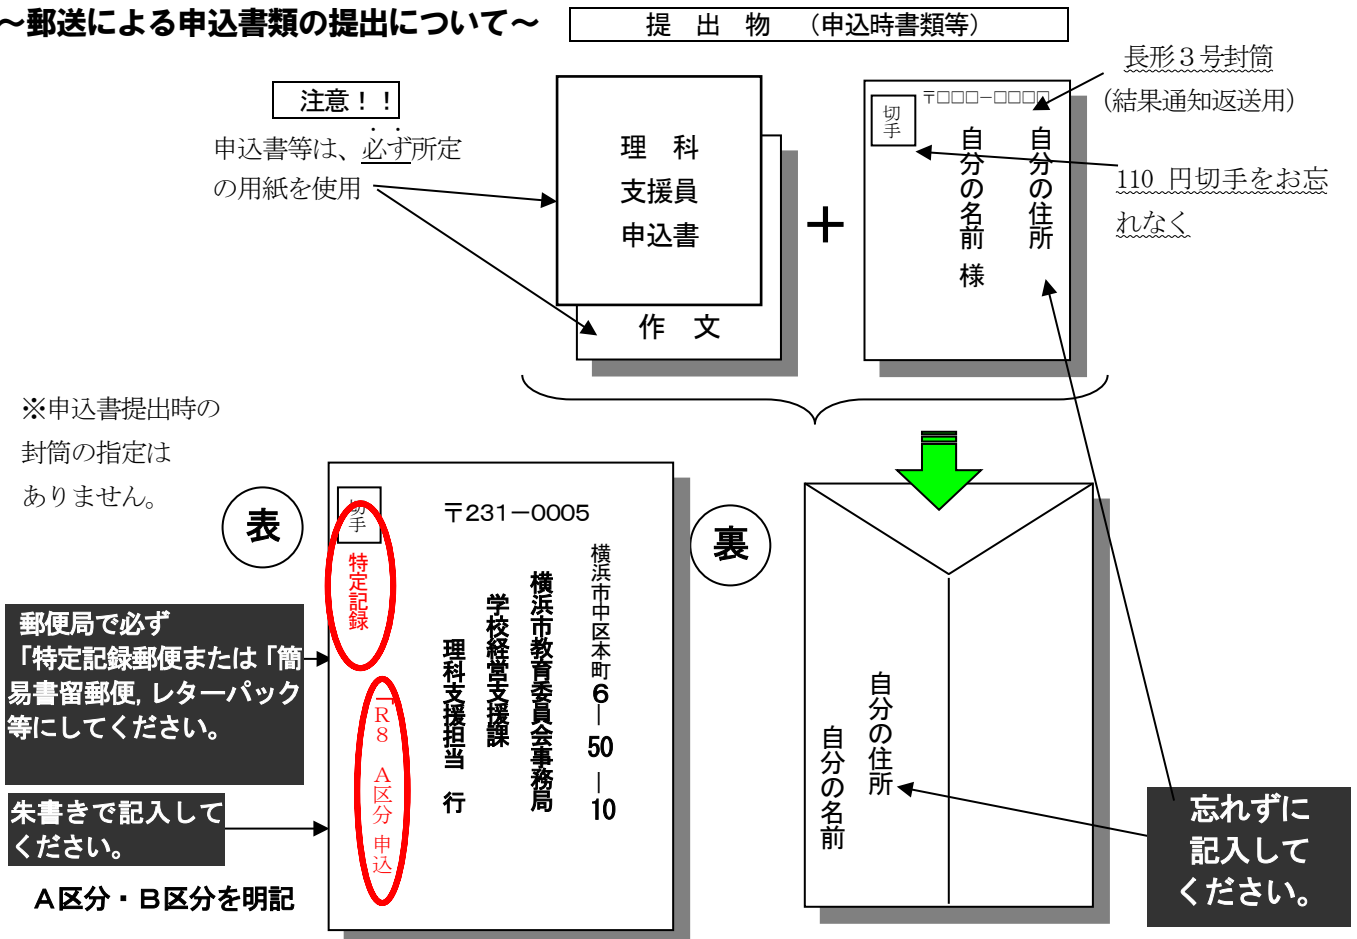 ～郵送による申込書類の提出について～
提　出　物　（申込時書類等）
注意！！
申込書等は、必ず所定
の用紙を使用
理　科
支援員
申込書
作　文
＋
切手
〒□□□－□□□□
自分の住所
自分の名前 様
長形３号封筒
（結果通知返送用）
110 円切手をお忘
れなく
※申込書提出時の
封筒の指定は
ありません。
表
切手
特定記録
〒231－0005
横浜市中区本町６―50―10
横浜市教育委員会事務局
学校経営支援課
理科支援担当　行
「R8　A区分 申込
郵便局で必ず
「特定記録郵便または「簡
易書留郵便，レターパック
等にしてください。
朱書きで記入して
ください。
Ａ区分・Ｂ区分を明記
裏
自分の住所
自分の名前
忘れずに
記入して
ください。